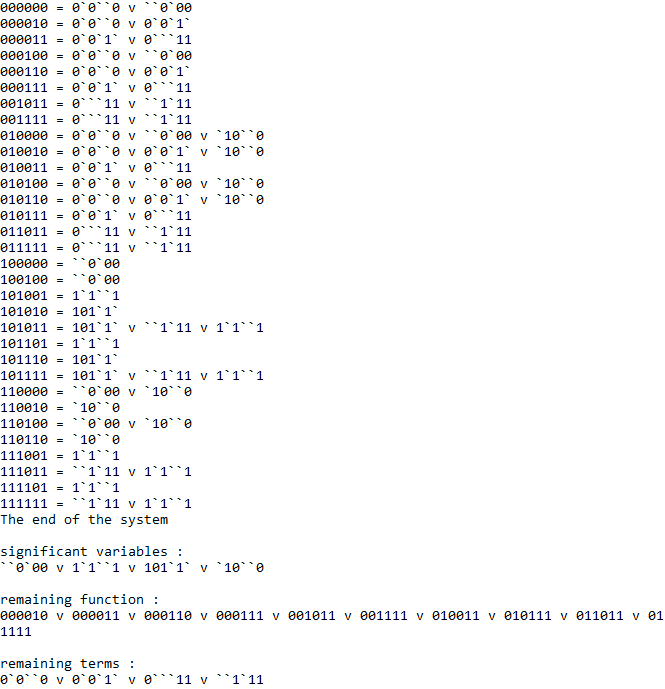 000000 = 0`0``0 v ``0`00
000010 = 0`0``0 v 0`0`1`
000011 = 0`0`1` v 0```11
000100 = 0`0``0 v ``0`00
000110 = 0`0``0 v 0`0`1`
000111 = 0`0`1` v 0```11
001011 = 0```11 v ``1`11
001111 = 0```11 v ``1`11
010000 = 0`0``0 v ``0`00 v `10``0
010010 = 0`0``0 v 0`0`1` v `10``0
010011 = 0`0`1` v 0```11
010100 = 0`0``0 v ``0`00 v `10``0
010110 = 0`0``0 v 0`0`1` v `10``0
010111 = 0`0`1` v 0```11
011011 = 0```11 v ``1`11
011111 = 0```11 v ``1`11
100000 = ``0`00
100100 = ``0`00
101001 = 1`1``1
101010 = 101`1`
101011 = 101`1` v ``1`11 v 1`1``1
101101 = 1`1``1
101110 = 101`1`
101111 = 101`1` v ``1`11 v 1`1``1
110000 = ``0`00 v `10``0
110010 = `10``0
110100 = ``0`00 v `10``0
110110 = `10``0
111001 = 1`1``1
111011 = ``1`11 v 1`1``1
111101 = 1`1``1
111111 = ``1`11 v 1`1``1
The end of the system
significant variables :
``0`00 v 1`1``1 v 101`1` v `10``0
remaining function :
000010 v 000011 v 000110 v 000111 v 001011 v 001111 v 010011 v 010111 v 011011 v 01
1111
remaining terms :
0`0``0 v 0`0`1` v 0```11 v ``1`11